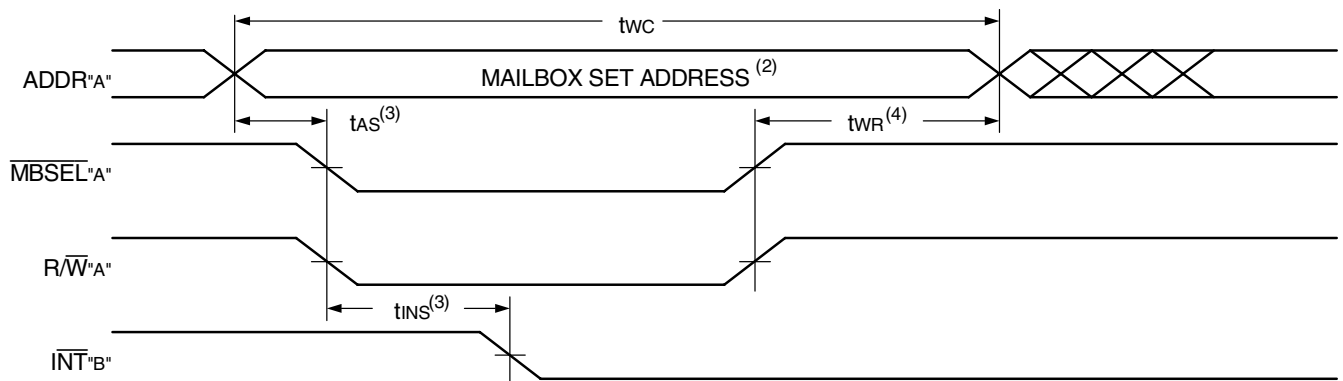 tWC
ADDR"A"
MAILBOX SET ADDRESS (2)
tAS(3)
tWR(4)
MBSEL"A"
R/W"A"
tINS(3)
INT"B"